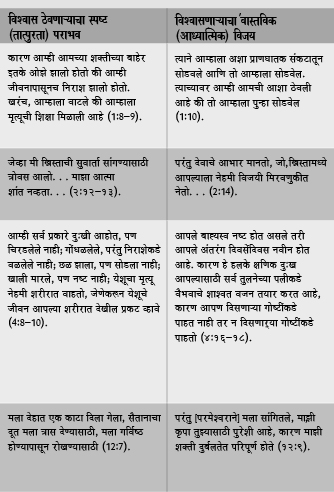 विश्वास ठेवणाऱ्याचा स्पष्ट
(तात्पुरता) पराभव
विश्वासणाऱ्याचा वास्तविक
(आध्यात्मिक) विजय
कारण आम्ही आमच्या शक्तीच्या बाहेर
इतके ओझे झालो होतो की आम्ही
जीवनापासूनच निराश झालो होतो.
खरंच, आम्हाला वाटले की आम्हाला
मृत्यूची शिक्षा मिळाली आहे (1:8–9).
त्याने आम्हाला अशा प्राणघातक संकटातून
सोडवले आणि तो आम्हाला सोडवेल.
त्याच्यावर आम्ही आमची आशा ठेवली
आहे की तो आम्हाला पुन्हा सोडवेल
(1:10).
जेव्हा मी ख्रिस्ताची सुवार्ता सांगण्यासाठी
त्रोवस आलो. . . माझा आत्मा
शांत नव्हता. . . (२:१२–१३).
परंतु देवाचे आभार मानतो, जो,ख्रिस्तामध्ये
आपल्याला नेहमी विजयी मिरवणुकीत
नेतो. . . (2:14).
आम्ही सर्व प्रकारे दु:खी आहोत, पण
चिरडलेले नाही; गोंधळलेले, परंतु निराशेकडे
वळलेले नाही; छळ झाला, पण सोडला नाही;
खाली मारले, पण नष्ट नाही; येशूचा मृत्यू
नेहमी शरीरात वाहतो, जेणेकरून येशूचे
जीवन आपल्या शरीरात देखील प्रकट व्हावे
(4:8–10).
आपले बाह्यस्व नष्ट होत असले तरी
आपले अंतरंग दिवसेंदिवस नवीन होत
आहे. कारण हे हलके क्षणिक दु:ख
आपल्यासाठी सर्व तुलनेच्या पलीकडे
वैभवाचे शाश्वत वजन तयार करत आहे,
कारण आपण दिसणाऱ्या गोष्टींकडे
पाहत नाही तर न दिसणाऱ्या गोष्टींकडे
पाहतो (४:१६–१८).
मला देहात एक काटा दिला गेला, सैतानाचा
दूत मला त्रास देण्यासाठी, मला गर्विष्ठ
होण्यापासून रोखण्यासाठी (12:7).
परंतु [परमेश्वराने] मला सांगितले, माझी
कृपा तुझ्यासाठी पुरेशी आहे, कारण माझी
शक्ती दुर्बलतेत परिपूर्ण होते (१२:९).